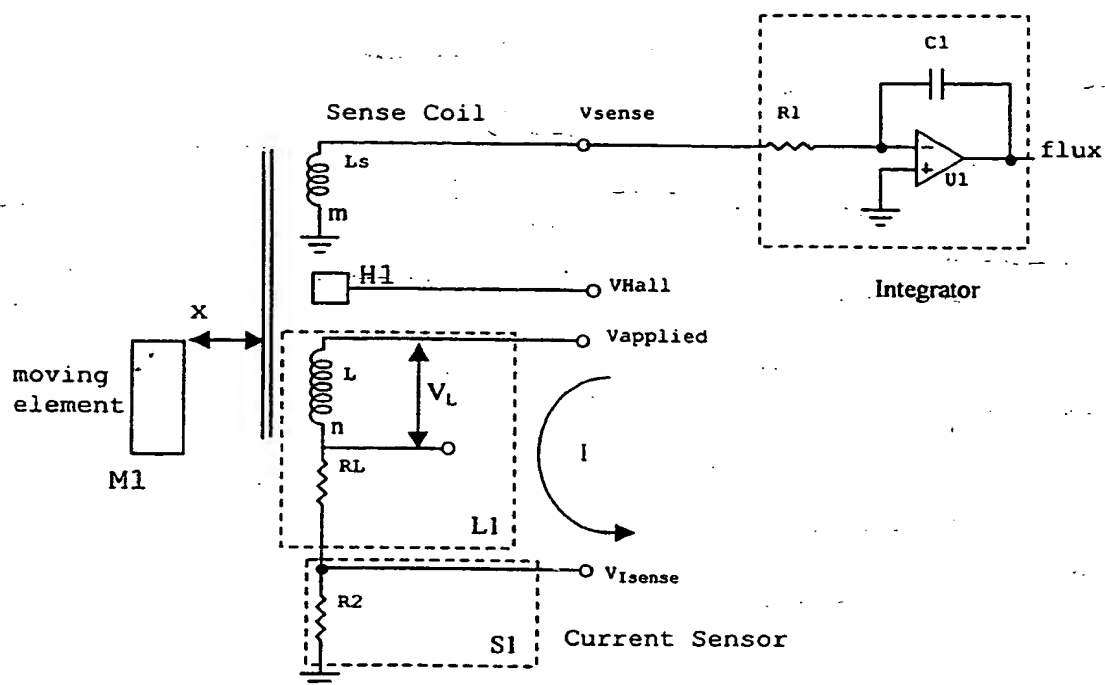 C1
Sense Coil
Vsense
R1
Ls
-
+
U1
flux
m
H1
VHall
Integrator
x
Vapplied
moving
element
L
VL
n
I
RL
M1
L1
VIsense
R2
S1
Current Sensor